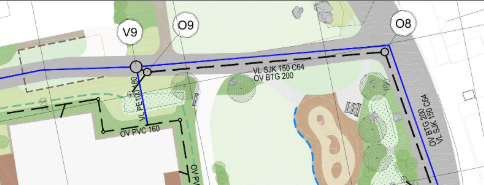 V9
O9
O8
VL SJK 150 C64
OV BTG 200
OV PVC 160
VL SJK 150 C64
OV BTG 200